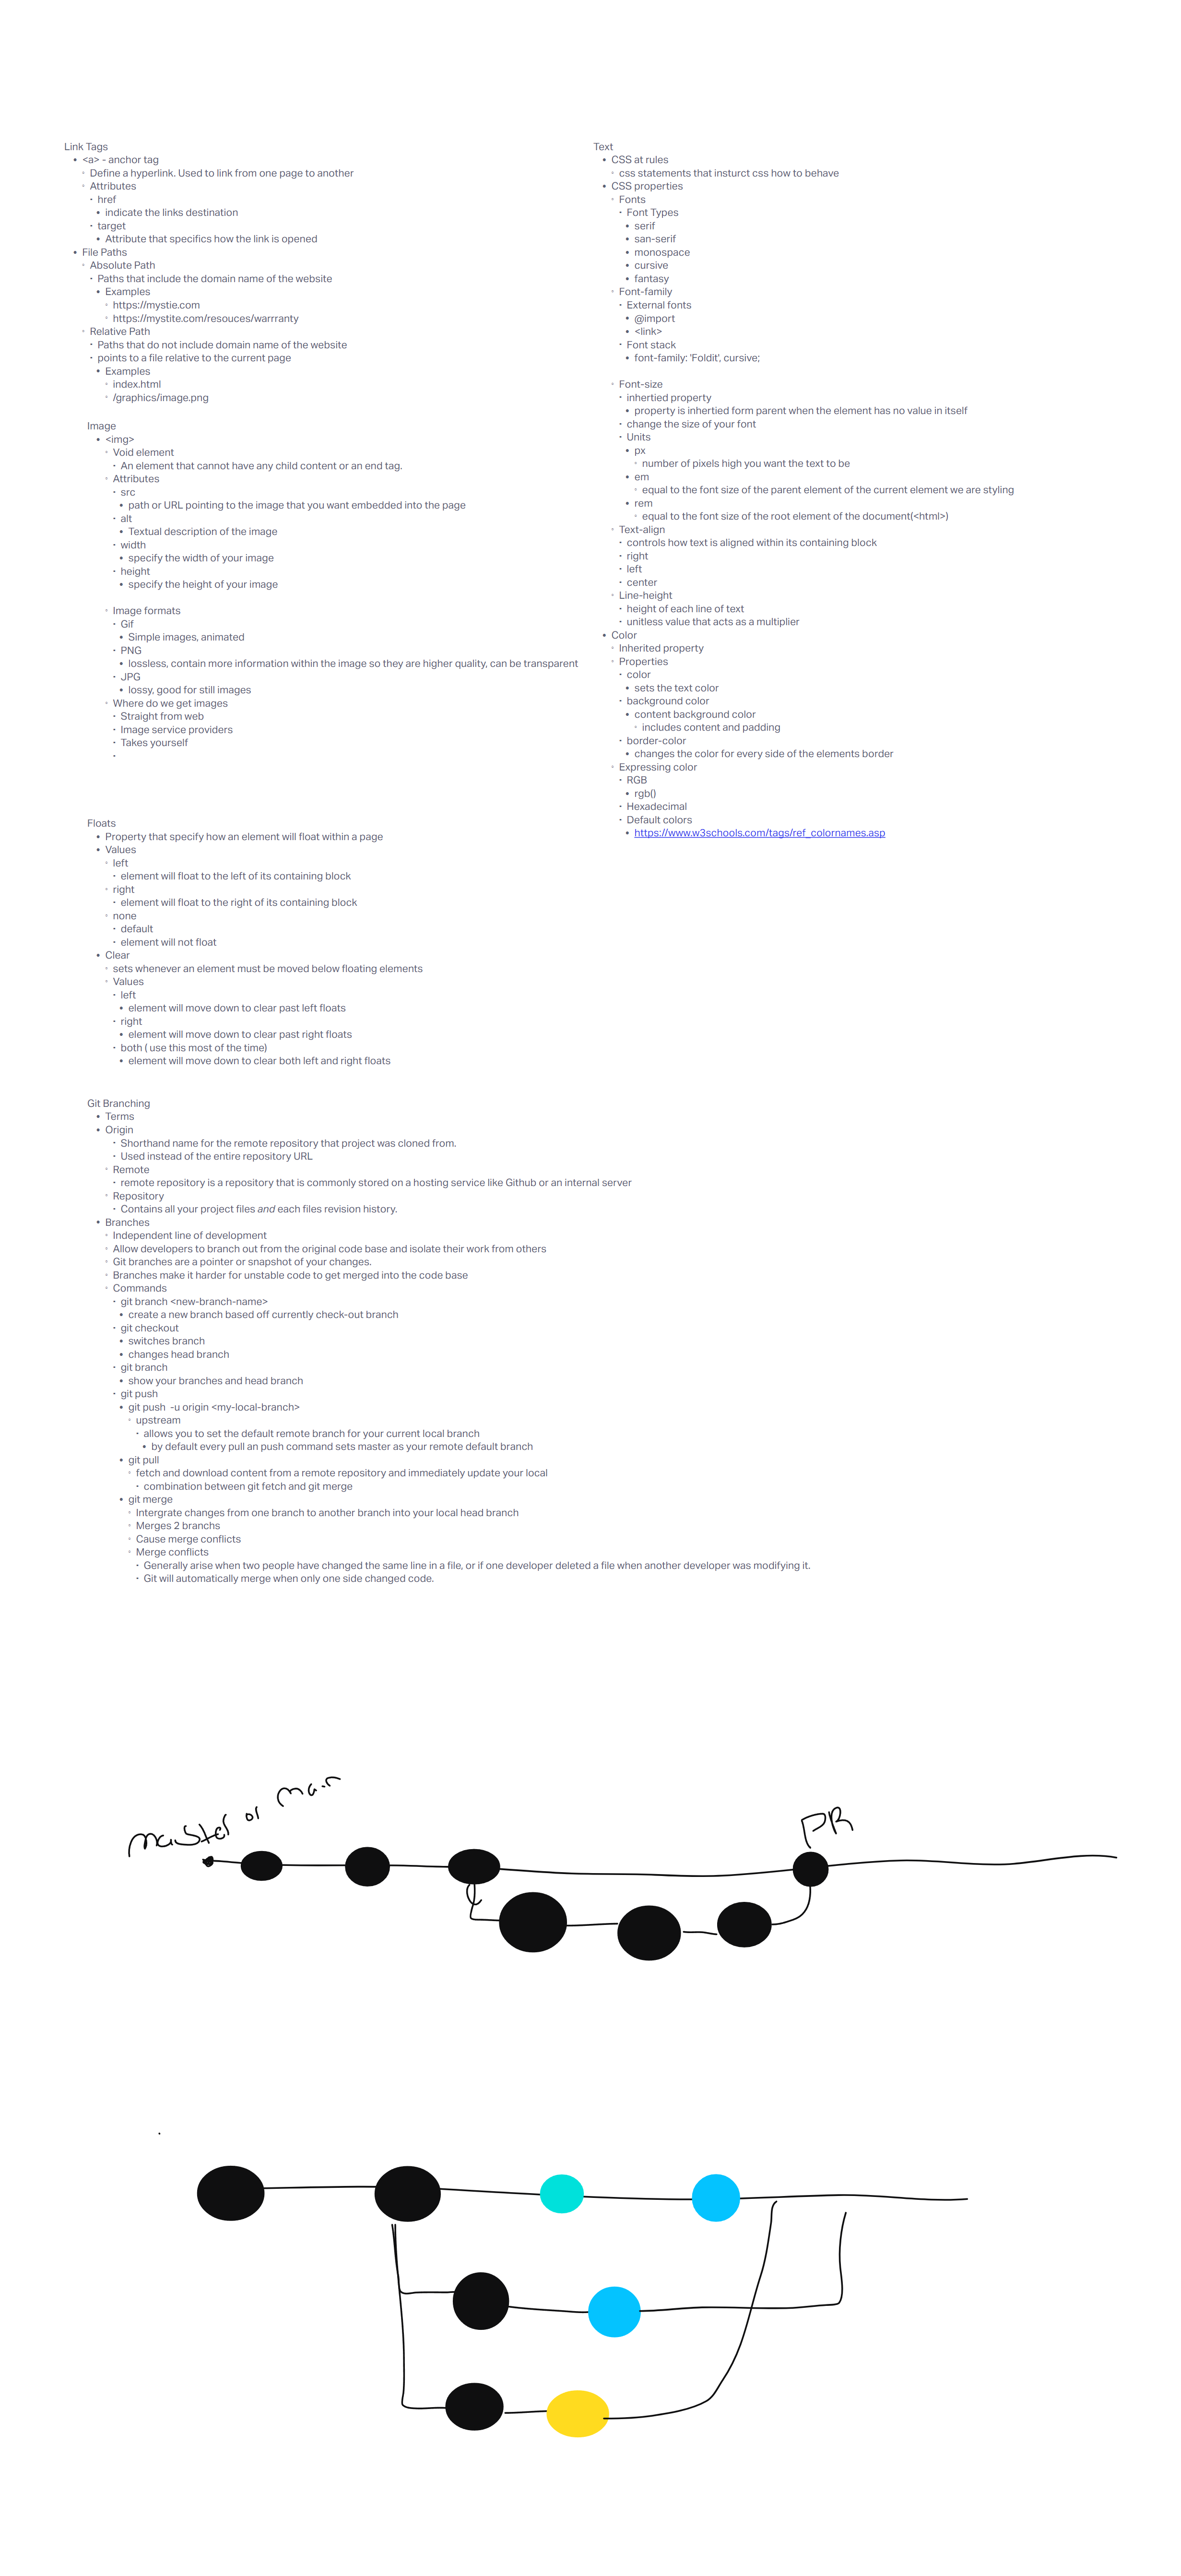 Link Tags
<a> - anchor tag
Define a hyperlink. Used to link from one page to another
Attributes
href
indicate the links destination
target
Attribute that specifics how the link is opened
File Paths
Absolute Path
Paths that include the domain name of the website
Examples
https://mystie.com
https://mystite.com/resouces/warrranty
Relative Path
Paths that do not include domain name of the website
points to a file relative to the current page
Examples
index.html
/graphics/image.png
Image
<img>
Void element
An element that cannot have any child content or an end tag.
Attributes
src
path or URL pointing to the image that you want embedded into the page
alt
Textual description of the image
width
specify the width of your image
height
specify the height of your image
Image formats
Gif
Simple images, animated
PNG
lossless, contain more information within the image so they are higher quality, can be transparent
JPG
lossy, good for still images
Where do we get images
Straight from web
Image service providers
Takes yourself
Text
CSS at rules
css statements that insturct css how to behave
CSS properties
Fonts
Font Types
serif
san-serif
monospace
cursive
fantasy
Font-family
External fonts
@import
<link>
Font stack
font-family: 'Foldit', cursive;
Font-size
inhertied property
property is inhertied form parent when the element has no value in itself
change the size of your font
Units
px
number of pixels high you want the text to be
em
equal to the font size of the parent element of the current element we are styling
rem
equal to the font size of the root element of the document(<html>)
Text-align
controls how text is aligned within its containing block
right
left
center
Line-height
height of each line of text
unitless value that acts as a multiplier
Color
Inherited property
Properties
color
sets the text color
background color
content background color
includes content and padding
border-color
changes the color for every side of the elements border
Expressing color
RGB
rgb()
Hexadecimal
Default colors
https://www.w3schools.com/tags/ref_colornames.asp
Floats
Property that specify how an element will float within a page
Values
left
element will float to the left of its containing block
right
element will float to the right of its containing block
none
default
element will not float
Clear
sets whenever an element must be moved below floating elements
Values
left
element will move down to clear past left floats
right
element will move down to clear past right floats
both ( use this most of the time)
element will move down to clear both left and right floats
Git Branching
Terms
Origin
Shorthand name for the remote repository that project was cloned from.
Used instead of the entire repository URL
Remote
remote repository is a repository that is commonly stored on a hosting service like Github or an internal server
Repository
Contains all your project files and each files revision history.
Branches
Independent line of development
Allow developers to branch out from the original code base and isolate their work from others
Git branches are a pointer or snapshot of your changes.
Branches make it harder for unstable code to get merged into the code base
Commands
git branch <new-branch-name>
create a new branch based off currently check-out branch
git checkout
switches branch
changes head branch
git branch
show your branches and head branch
git push
git push -u origin <my-local-branch>
upstream
allows you to set the default remote branch for your current local branch
by default every pull an push command sets master as your remote default branch
git pull
fetch and download content from a remote repository and immediately update your local
combination between git fetch and git merge
git merge
Intergrate changes from one branch to another branch into your local head branch
Merges 2 branchs
Cause merge conflicts
Merge conflicts
Generally arise when two people have changed the same line in a file, or if one developer deleted a file when another developer was modifying it.
Git will automatically merge when only one side changed code.
master or main
PR